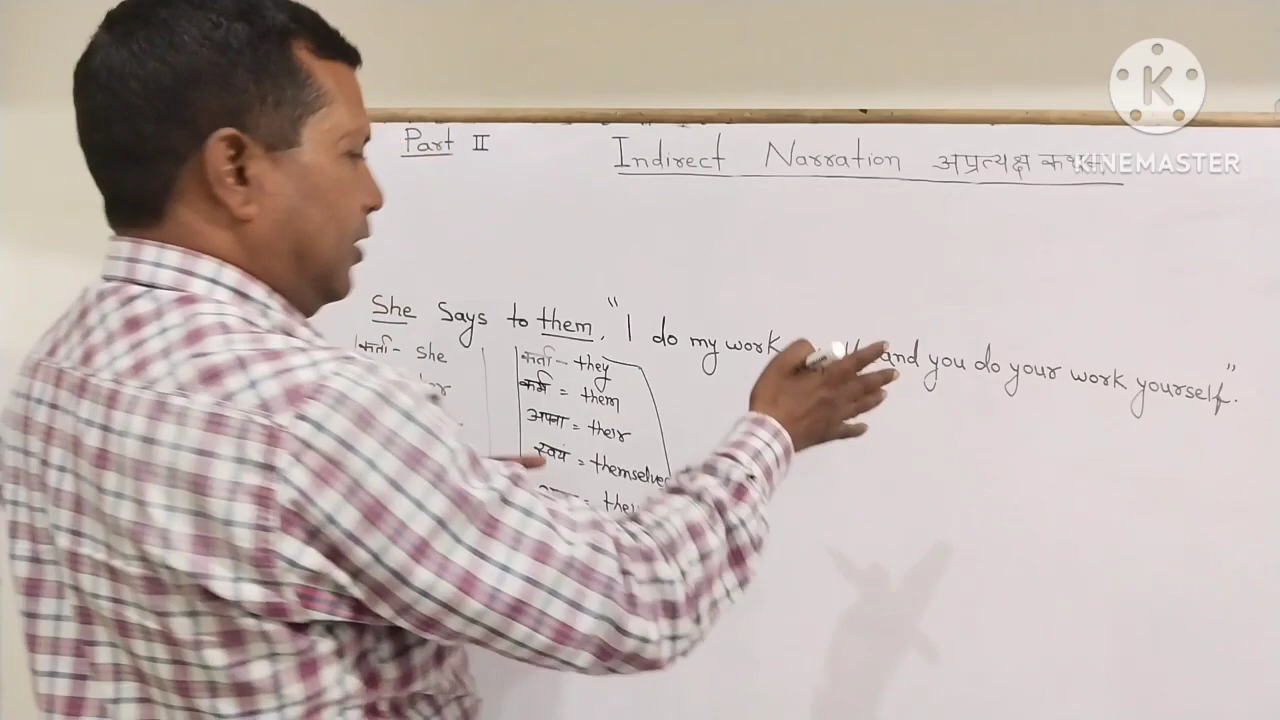 Part II
Indirect Narration अप्रत्यक्ष
KINEMASTER
She Says to them, "I do my work and you do your work yourself."
कर्ता - she
कर्ता - they
कर्म = them
अपना = their
स्वयं = themselves